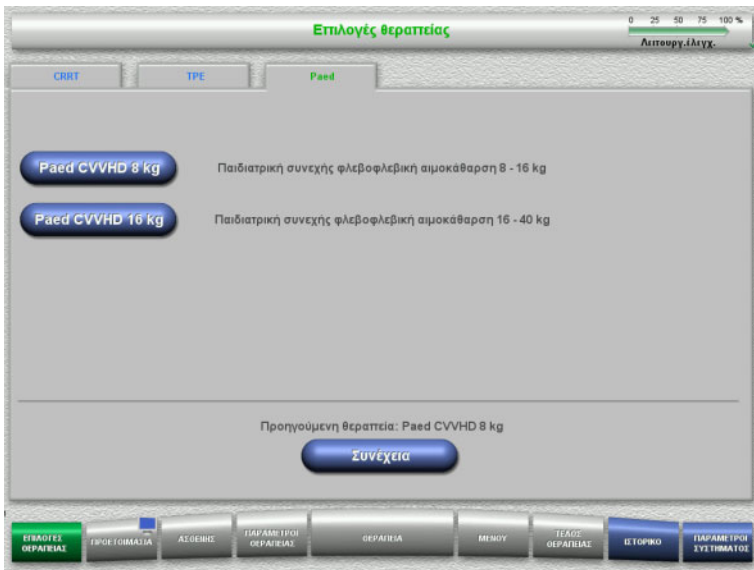 Επιλογές θεραπείας
0 25 50 75 100 %
Λειτουργ.έλεγχ.
CRRT TPE Paed
Paed CVVHD 8 kg Παιδιατρική συνεχής φλεβοφλεβική αιμοκάθαρση 8 - 16 kg
Paed CVVHD 16 kg Παιδιατρική συνεχής φλεβοφλεβική αιμοκάθαρση 16 - 40 kg
Προηγούμενη θεραπεία: Paed CVVHD 8 kg
Συνέχεια
ΕΠΙΛΟΓΕΣ ΘΕΡΑΠΕΙΑΣ
ΠΡΟΕΤΟΙΜΑΣΙΑ
ΑΣΘΕΝΗΣ
ΠΑΡΑΜΕΤΡΟΙ ΘΕΡΑΠΕΙΑΣ
ΘΕΡΑΠΕΙΑ
ΜΕΝΟΥ
ΤΕΛΟΣ ΘΕΡΑΠΕΙΑΣ
ΙΣΤΟΡΙΚΟ
ΠΑΡΑΜΕΤΡΟΙ ΣΥΣΤΗΜΑΤΟΣ